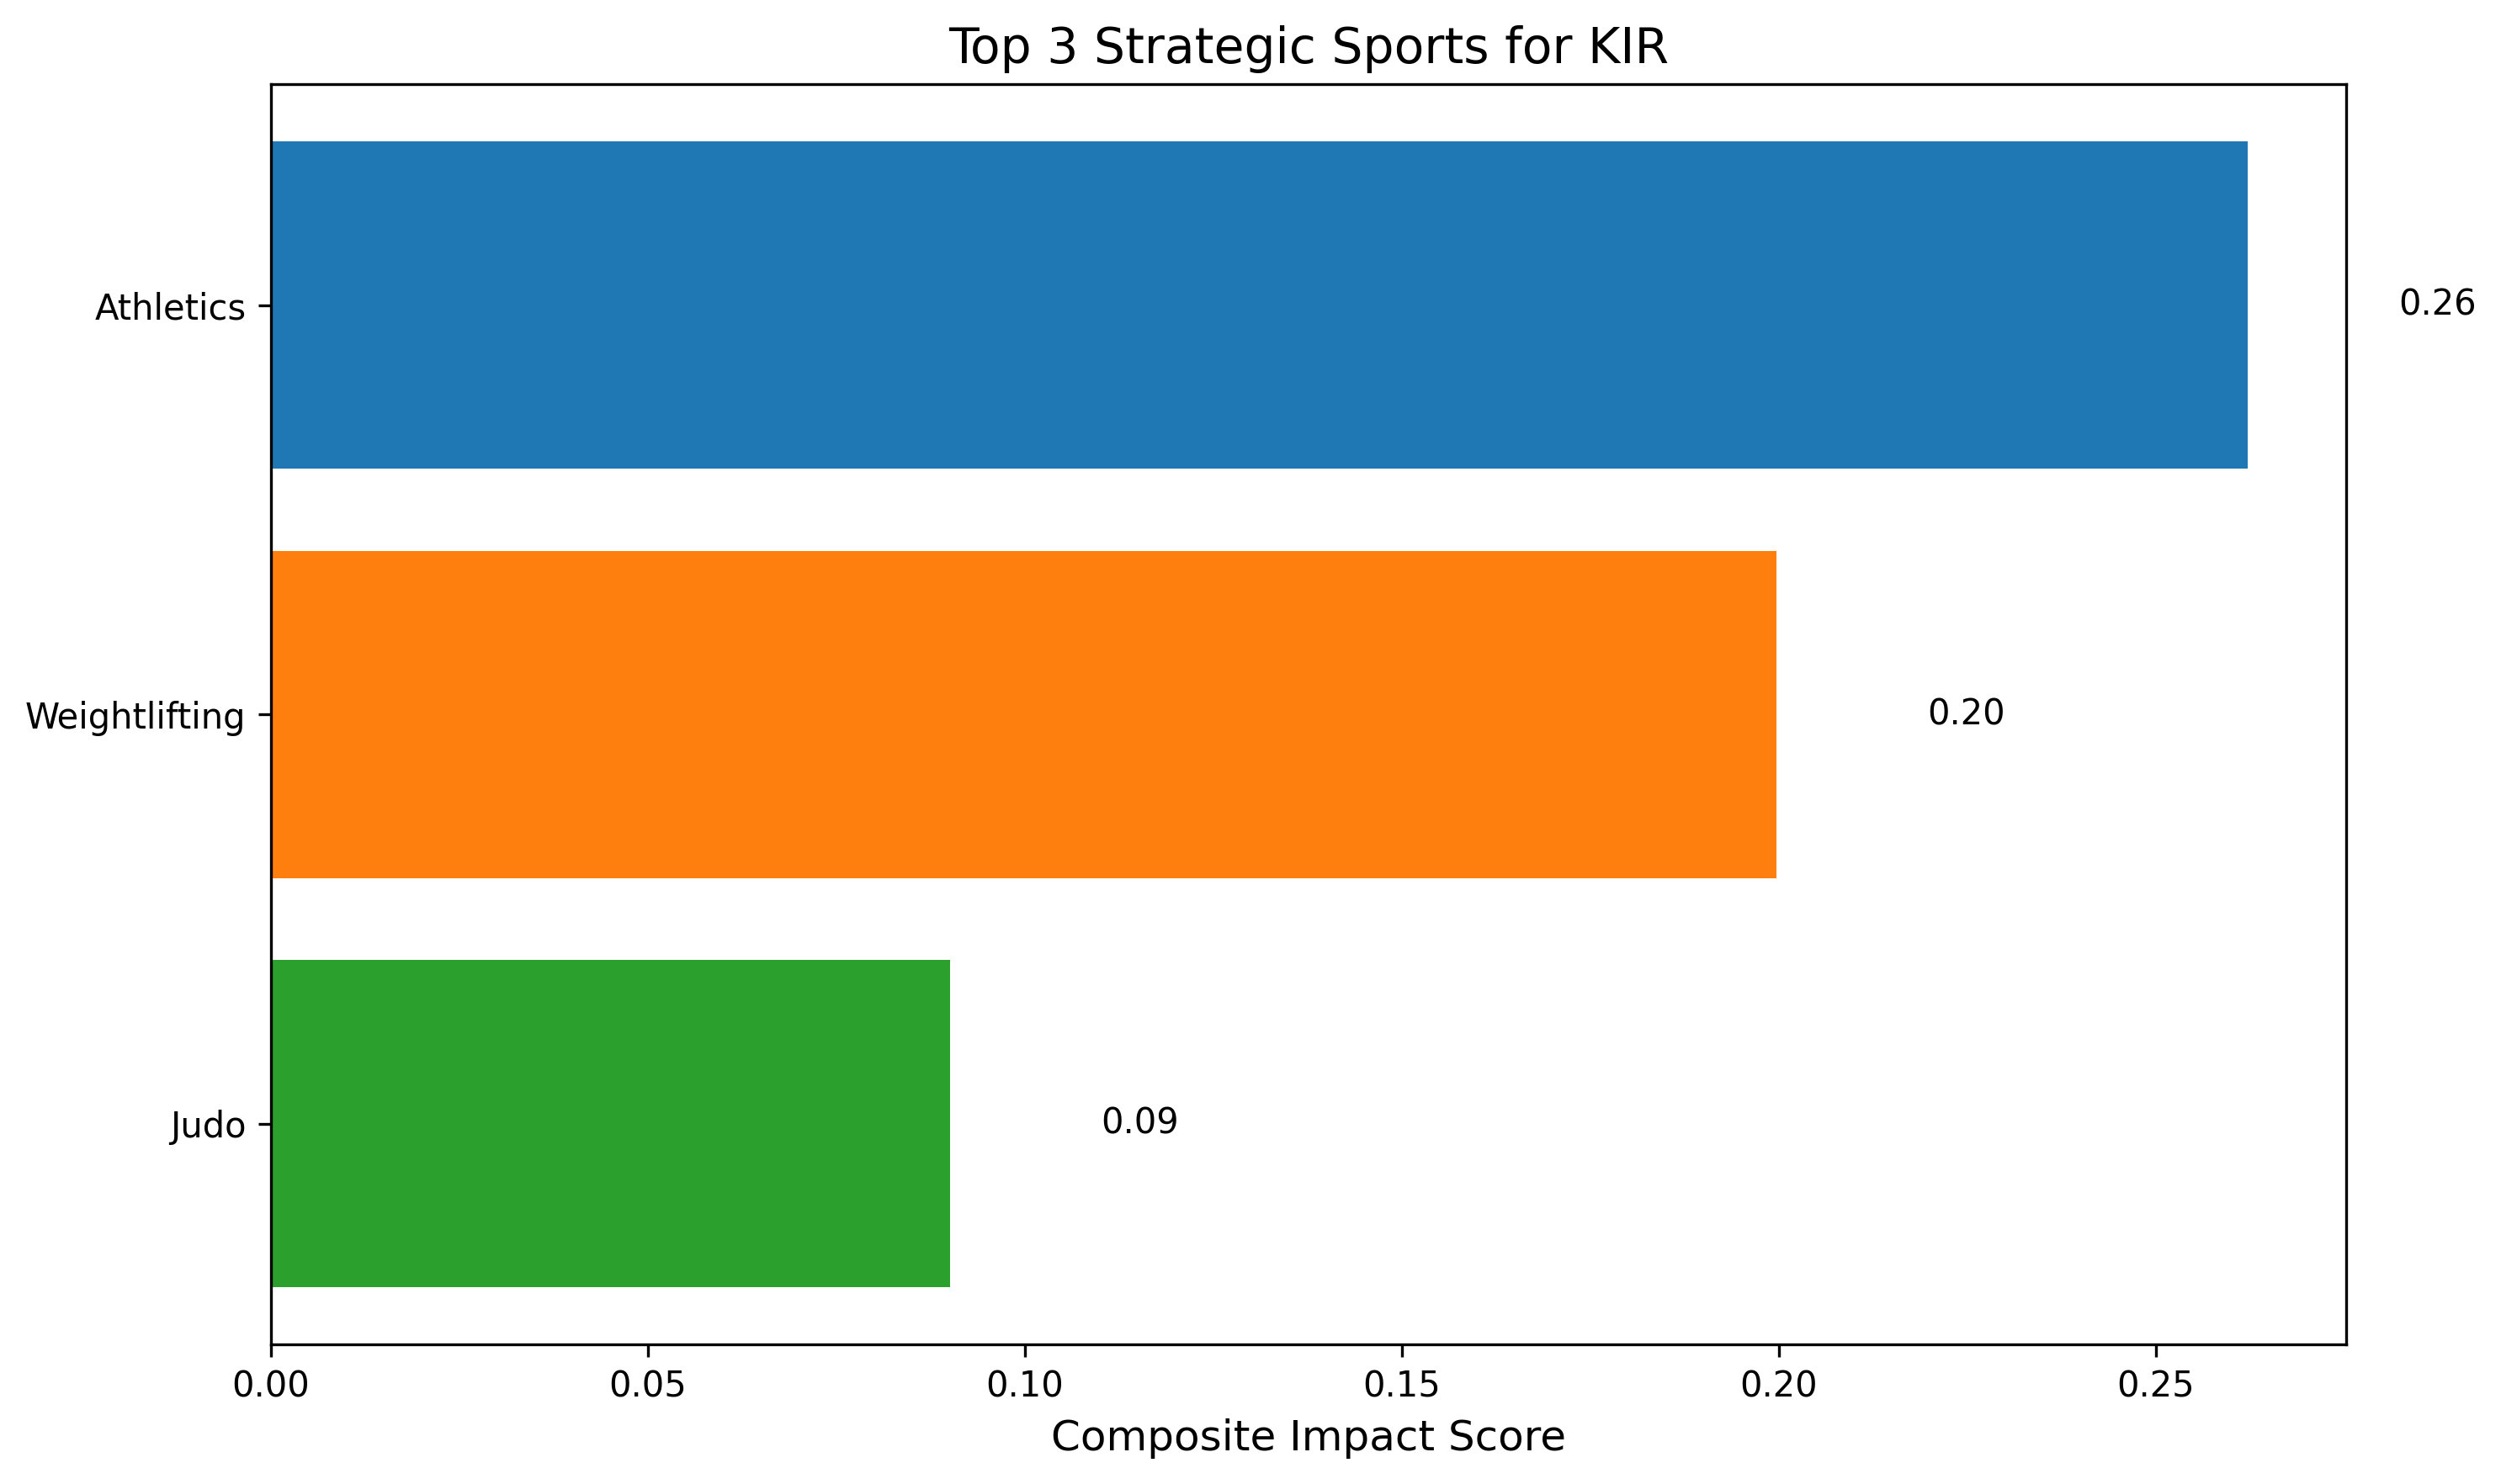 Top 3 Strategic Sports for KIR
Athletics
0.26
Weightlifting
0.20
Judo
0.09
0.00 0.05 0.10 0.15 0.20 0.25
Composite Impact Score